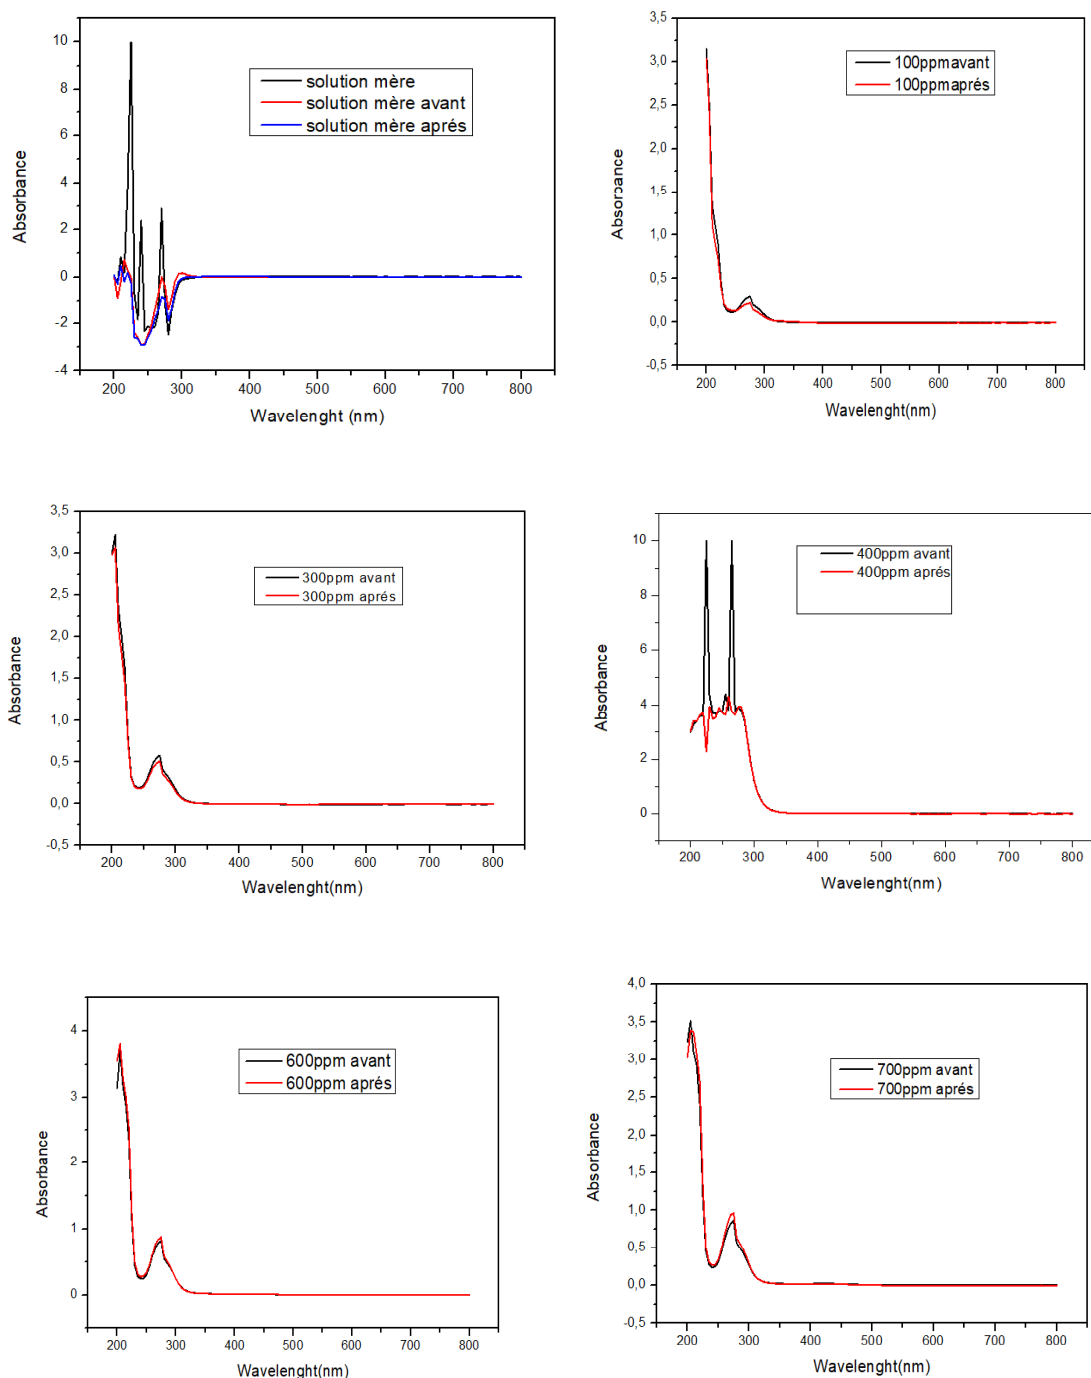 10
8
6
4
2
0
-2
-4
Absorbance
solution mère
solution mère avant
solution mère aprés
200 300 400 500 600 700 800
Wavelenght (nm)
3,5
3,0
2,5
2,0
1,5
1,0
0,5
0,0
-0,5
Absorbance
100ppmavant
100ppmaprés
200 300 400 500 600 700 800
Wavelenght(nm)
3,5
3,0
2,5
2,0
1,5
1,0
0,5
0,0
-0,5
Absorbance
300ppm avant
300ppm aprés
200 300 400 500 600 700 800
Wavelenght(nm)
10
8
6
4
2
0
Absorbance
400ppm avant
400ppm aprés
200 300 400 500 600 700 800
Wavelenght(nm)
4
3
2
1
0
Absorbance
600ppm avant
600ppm aprés
200 300 400 500 600 700 800
Wavelenght(nm)
4,0
3,5
3,0
2,5
2,0
1,5
1,0
0,5
0,0
-0,5
Absorbance
700ppm avant
700ppm aprés
200 300 400 500 600 700 800
Wavelenght(nm)